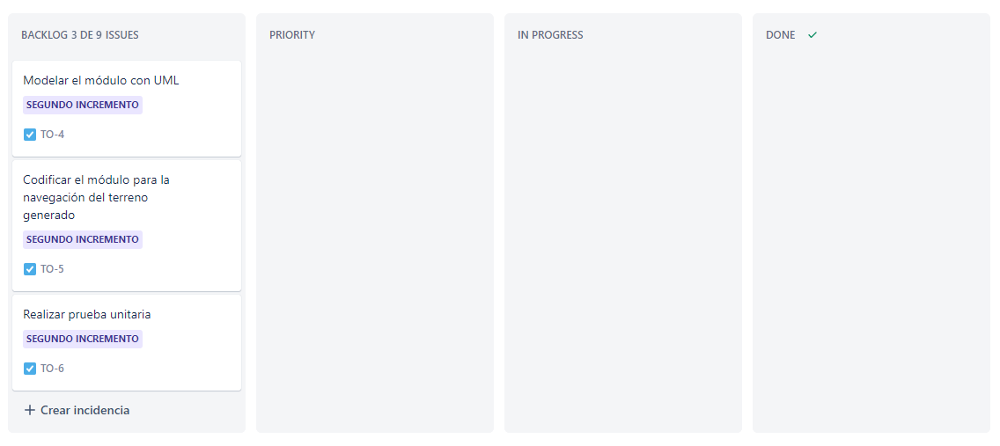 BACKLOG 3 DE 9 ISSUES
Modelar el módulo con UML
SEGUNDO INCREMENTO
TO-4
Codificar el módulo para la
navegación del terreno
generado
SEGUNDO INCREMENTO
TO-5
Realizar prueba unitaria
SEGUNDO INCREMENTO
TO-6
Crear incidencia
PRIORITY
IN PROGRESS
DONE